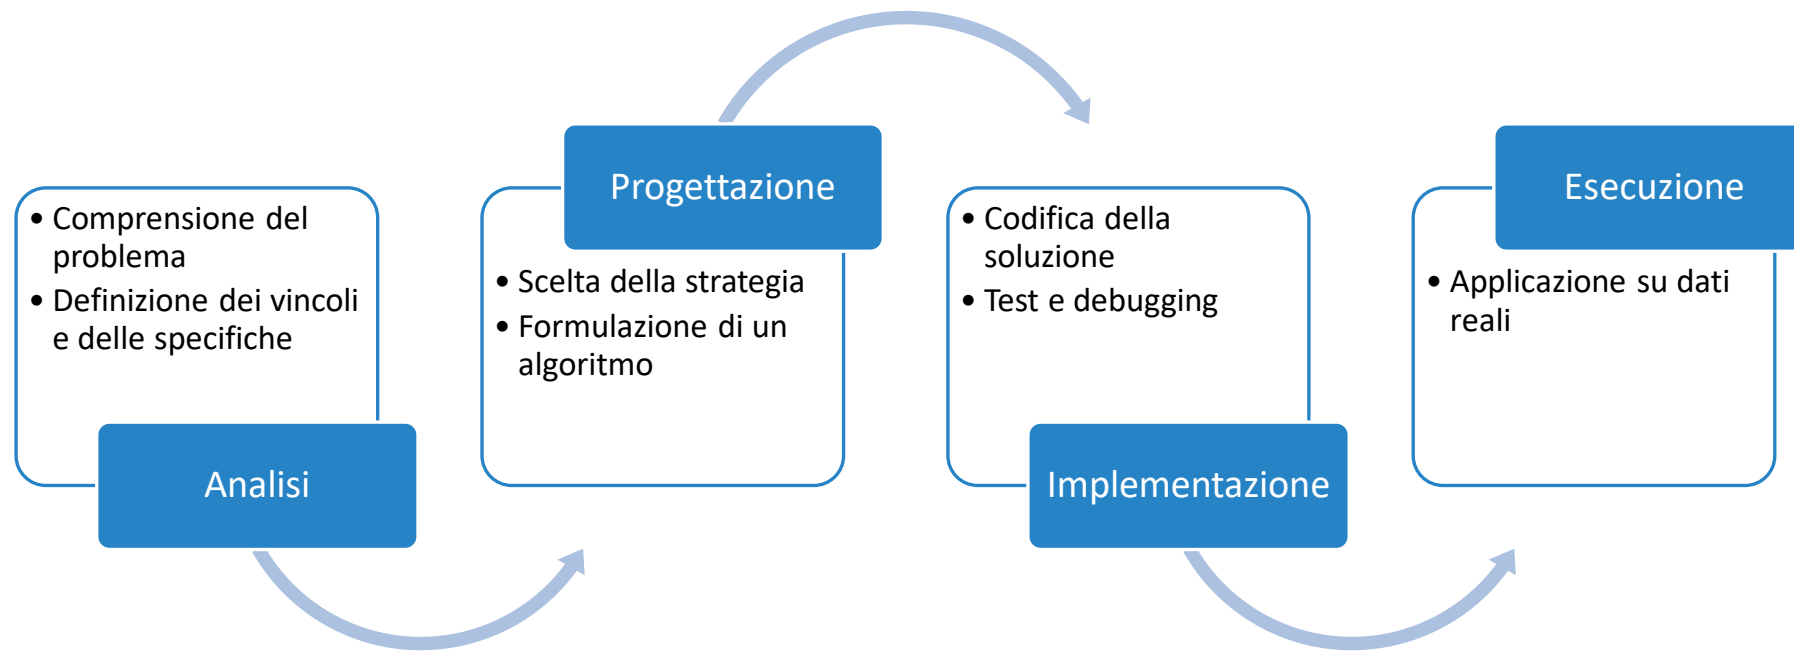 • Comprensione del
problema
• Definizione dei vincoli
e delle specifiche
Analisi
Progettazione
• Scelta della strategia
• Formulazione di un
algoritmo
• Codifica della
soluzione
• Test e debugging
Implementazione
Esecuzione
• Applicazione su dati
reali